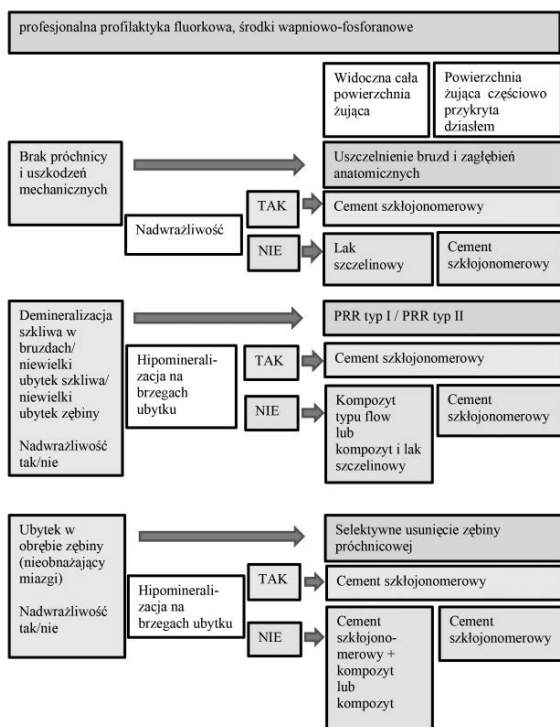 profesjonalna profilaktyka fluorkowa, środki wapniowo-fosforanowe
Widoczna cała
powierzchnia
żująca
Powierzchnia
żująca częściowo
przykryta
dziasłem
Brak próchnicy
i uszkodzeń
mechanicznych
Uszczelnienie bruzd i zagłębień
anatomicznych
Nadwrażliwość
TAK
Cement szkłojonomerowy
NIE
Lak
szczelinowy
Cement
szkłojonomerowy
Demineralizacja
szkliwa w
bruzdach/
niewielki
ubytek szkliwa/
niewielki
ubytek zębiny
Nadwrażliwość
tak/nie
PRR typ I / PRR typ II
Hipominerali-
zacja na
brzegach
ubytku
TAK
Cement szkłojonomerowy
NIE
Kompozyt
typu flow
lub
kompozyt i lak
szczelinowy
Cement
szkłojonomerowy
Ubytek w
obrębie zębiny
(nieobnażający
miazgi)
Nadwrażliwość
tak/nie
Selektywne usunięcie zębiny
próchnicowej
Hipominerali-
zacja na
brzegach ubytku
TAK
Cement szkłojonomerowy
NIE
Cement
szkłojono-
merowy +
kompozyt
lub
kompozyt
Cement
szkłojonomerowy